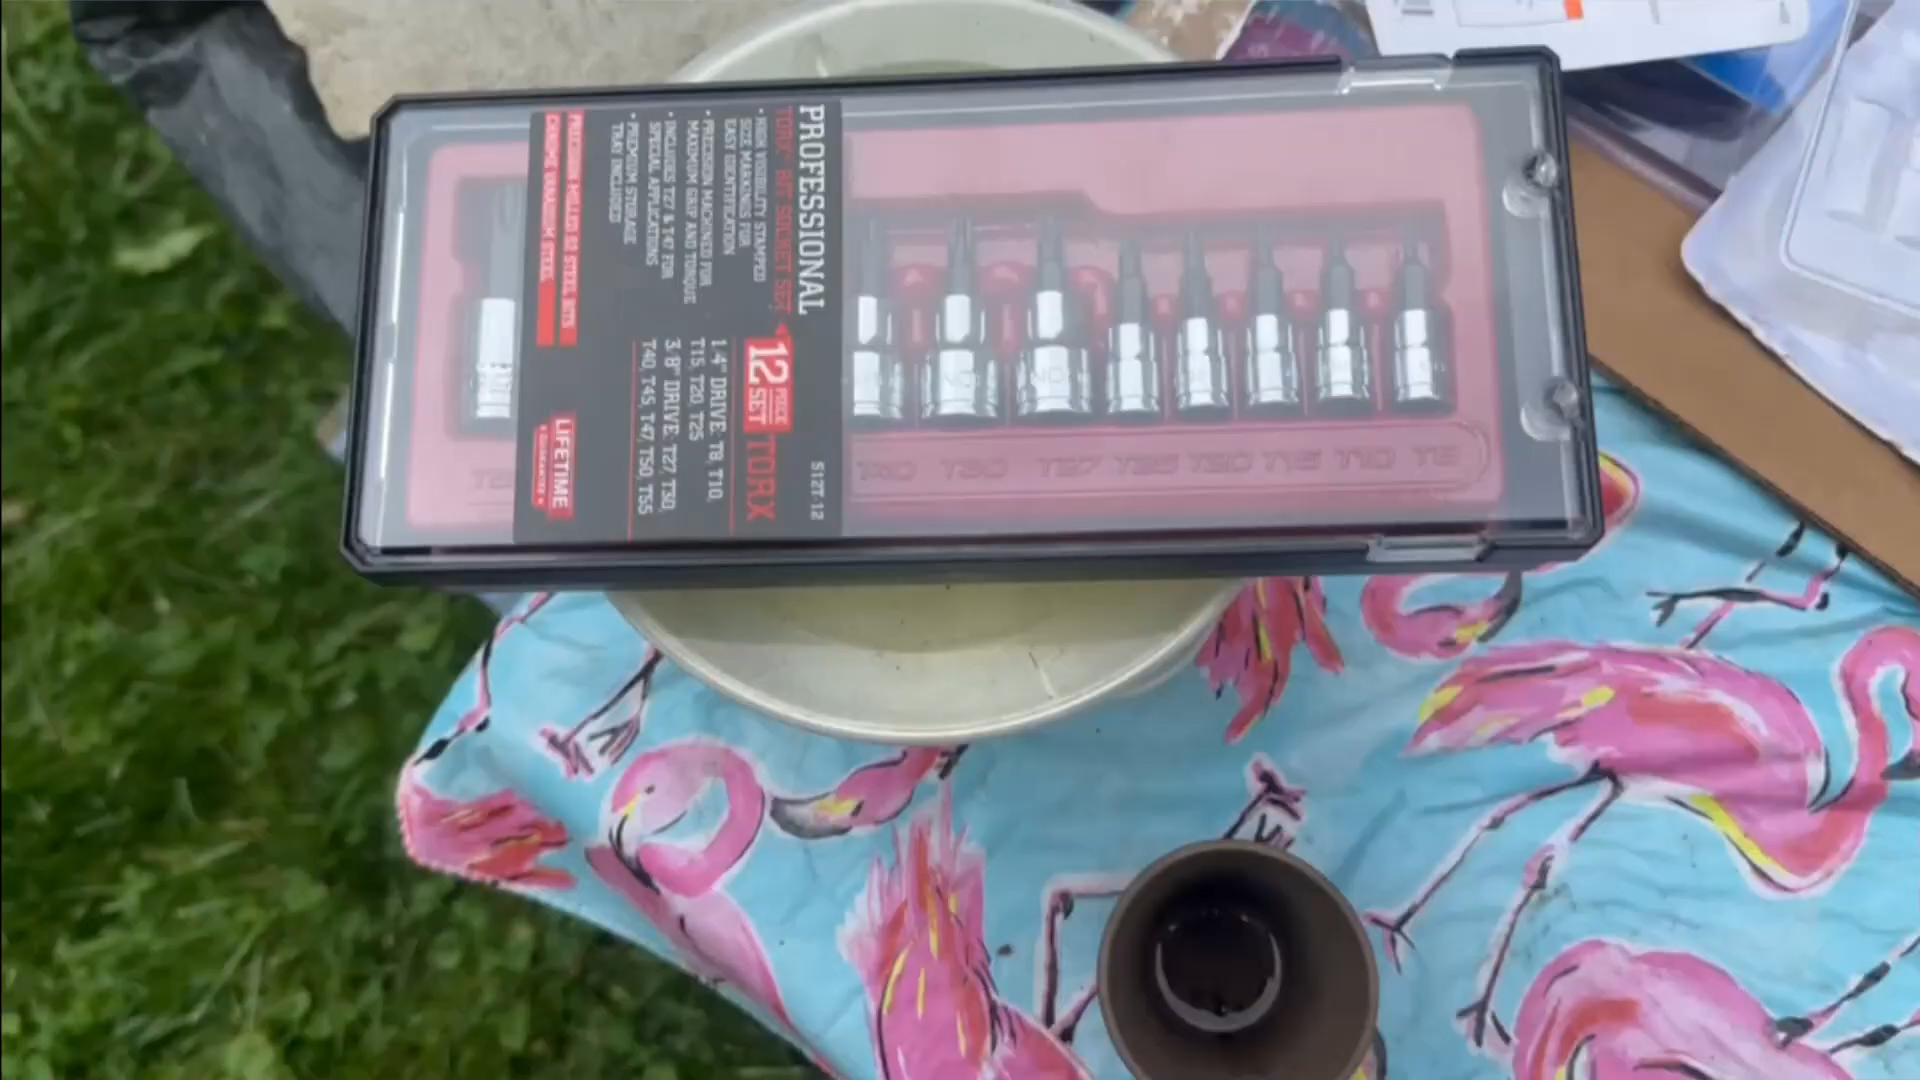 PROFESSIONAL
TORX® BIT SOCKET SET
• HIGH VISIBILITY STAMPED
SIZE MARKINGS FOR
EASY IDENTIFICATION
• PRECISION MACHINED FOR
MAXIMUM GRIP AND TORQUE
• INCLUDES T27 & T47 FOR
SPECIAL APPLICATIONS
• PREMIUM STORAGE
TRAY INCLUDED
PRECISION MILLED S2 STEEL BITS
CHROME VANADIUM STEEL
S12T-12
12 PIECE
SET
TORX
1/4" DRIVE: T8, T10,
T15, T20, T25
3/8" DRIVE: T27, T30,
T40, T45, T47, T50, T55
LIFETIME
GUARANTEE
T40 T30 T27 T25 T20 T15 T10 T8